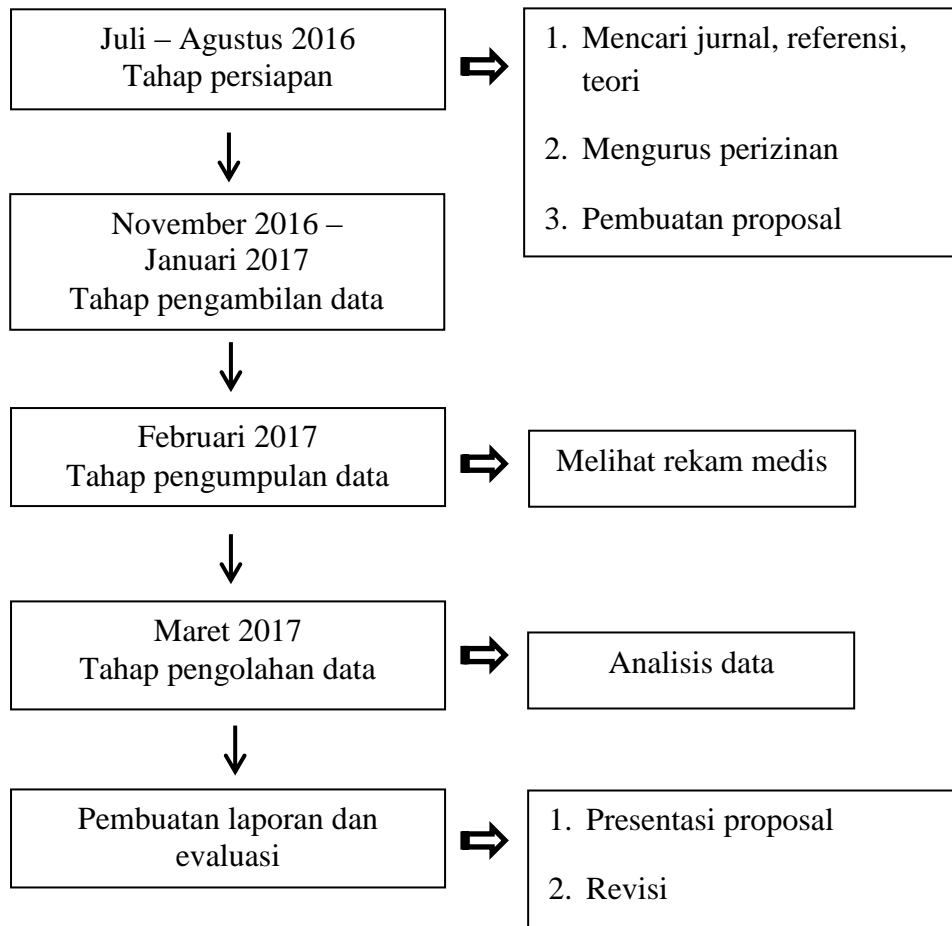 Juli – Agustus 2016
Tahap persiapan
1. Mencari jurnal, referensi,
teori
2. Mengurus perizinan
3. Pembuatan proposal
November 2016 –
Januari 2017
Tahap pengambilan data
Februari 2017
Tahap pengumpulan data
Melihat rekam medis
Maret 2017
Tahap pengolahan data
Analisis data
Pembuatan laporan dan
evaluasi
1. Presentasi proposal
2. Revisi